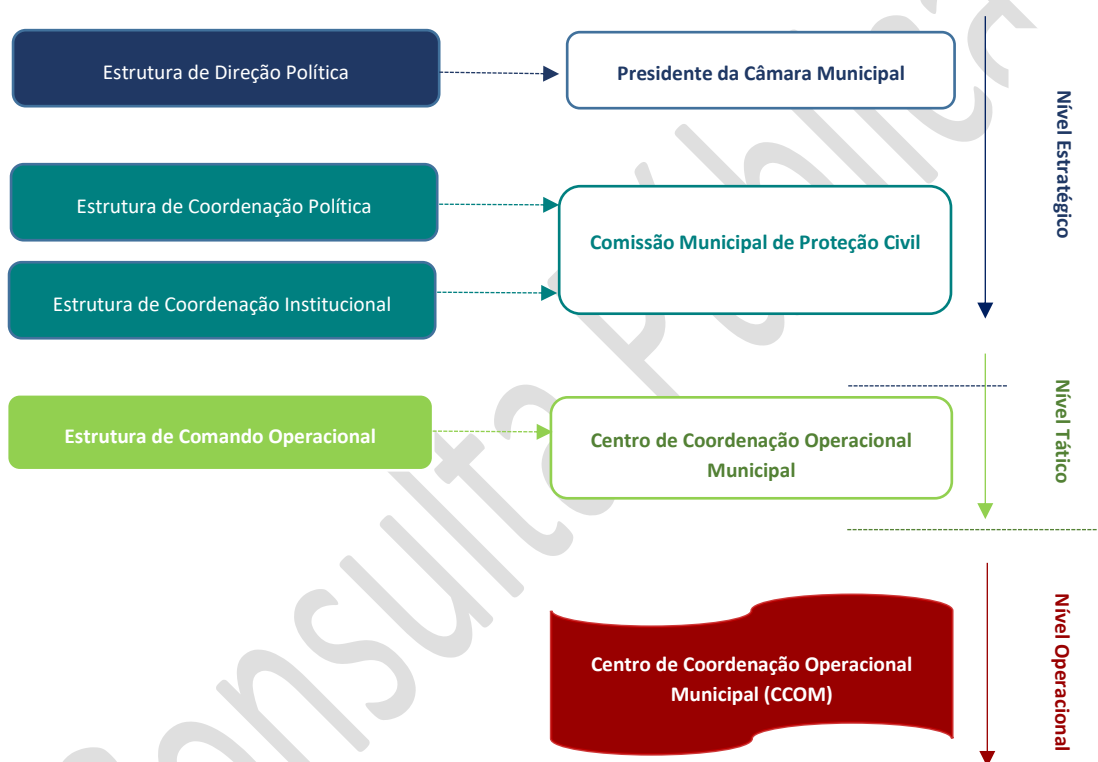 Estrutura de Direção Política
Presidente da Câmara Municipal
Nível Estratégico
Estrutura de Coordenação Política
Comissão Municipal de Proteção Civil
Estrutura de Coordenação Institucional
Estrutura de Comando Operacional
Centro de Coordenação Operacional
Municipal
Nível Tático
Centro de Coordenação Operacional
Municipal (CCOM)
Nível Operacional
Consulta Pública